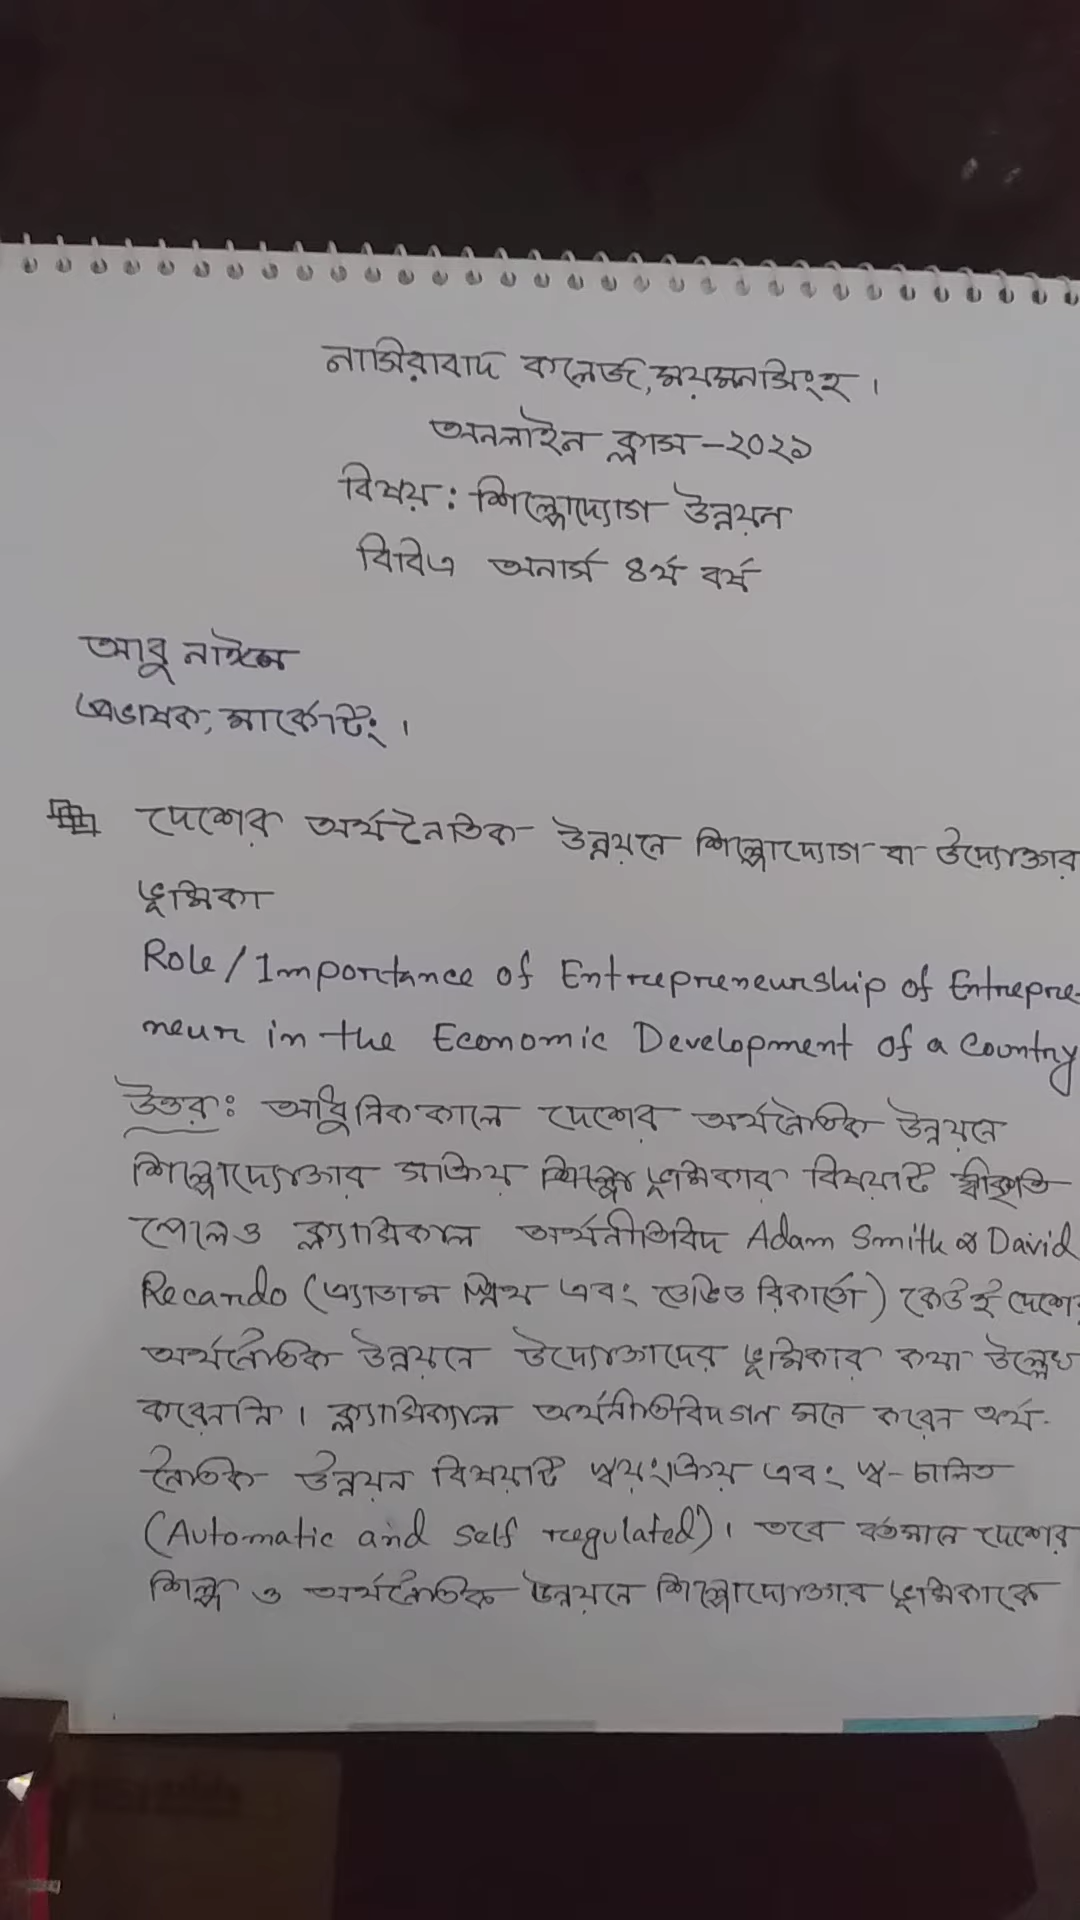 নাসিরাবাদ কলেজ, ময়মনসিংহ।
অনলাইন ক্লাস -২০২১
বিষয়: শিল্পোদ্যোগ উন্নয়ন
বিবিএ অনার্স ৪র্থ বর্ষ
আবু নাঈম
প্রভাষক, মার্কেটিং।
দেশের অর্থনৈতিক উন্নয়নে শিল্পোদ্যোগ বা উদ্যোক্তার
ভূমিকা
Role/Importance of Entrepreneurship of Entrepre-
neur in the Economic Development of a Country
উত্তর: আধুনিককালে দেশের অর্থনৈতিক উন্নয়নে
শিল্পোদ্যোক্তার সক্রিয় ভূমিকার বিষয়টি স্বীকৃতি
পেলেও ক্ল্যাসিকাল অর্থনীতিবিদ Adam Smith & David
Recando (এ্যাডাম স্মিথ এবং ডেভিড রিকার্ডো) কেউই দেশের
অর্থনৈতিক উন্নয়নে উদ্যোক্তাদের ভূমিকার কথা উল্লেখ
করেননি। ক্ল্যাসিক্যাল অর্থনীতিবিদগন মনে করেন অর্থ-
নৈতিক উন্নয়ন বিষয়টি স্বয়ংক্রিয় এবং স্ব-চালিত
(Automatic and self regulated)। তবে বর্তমানে দেশের
শিল্প ও অর্থনৈতিক উন্নয়নে শিল্পোদ্যোক্তার ভূমিকাকে